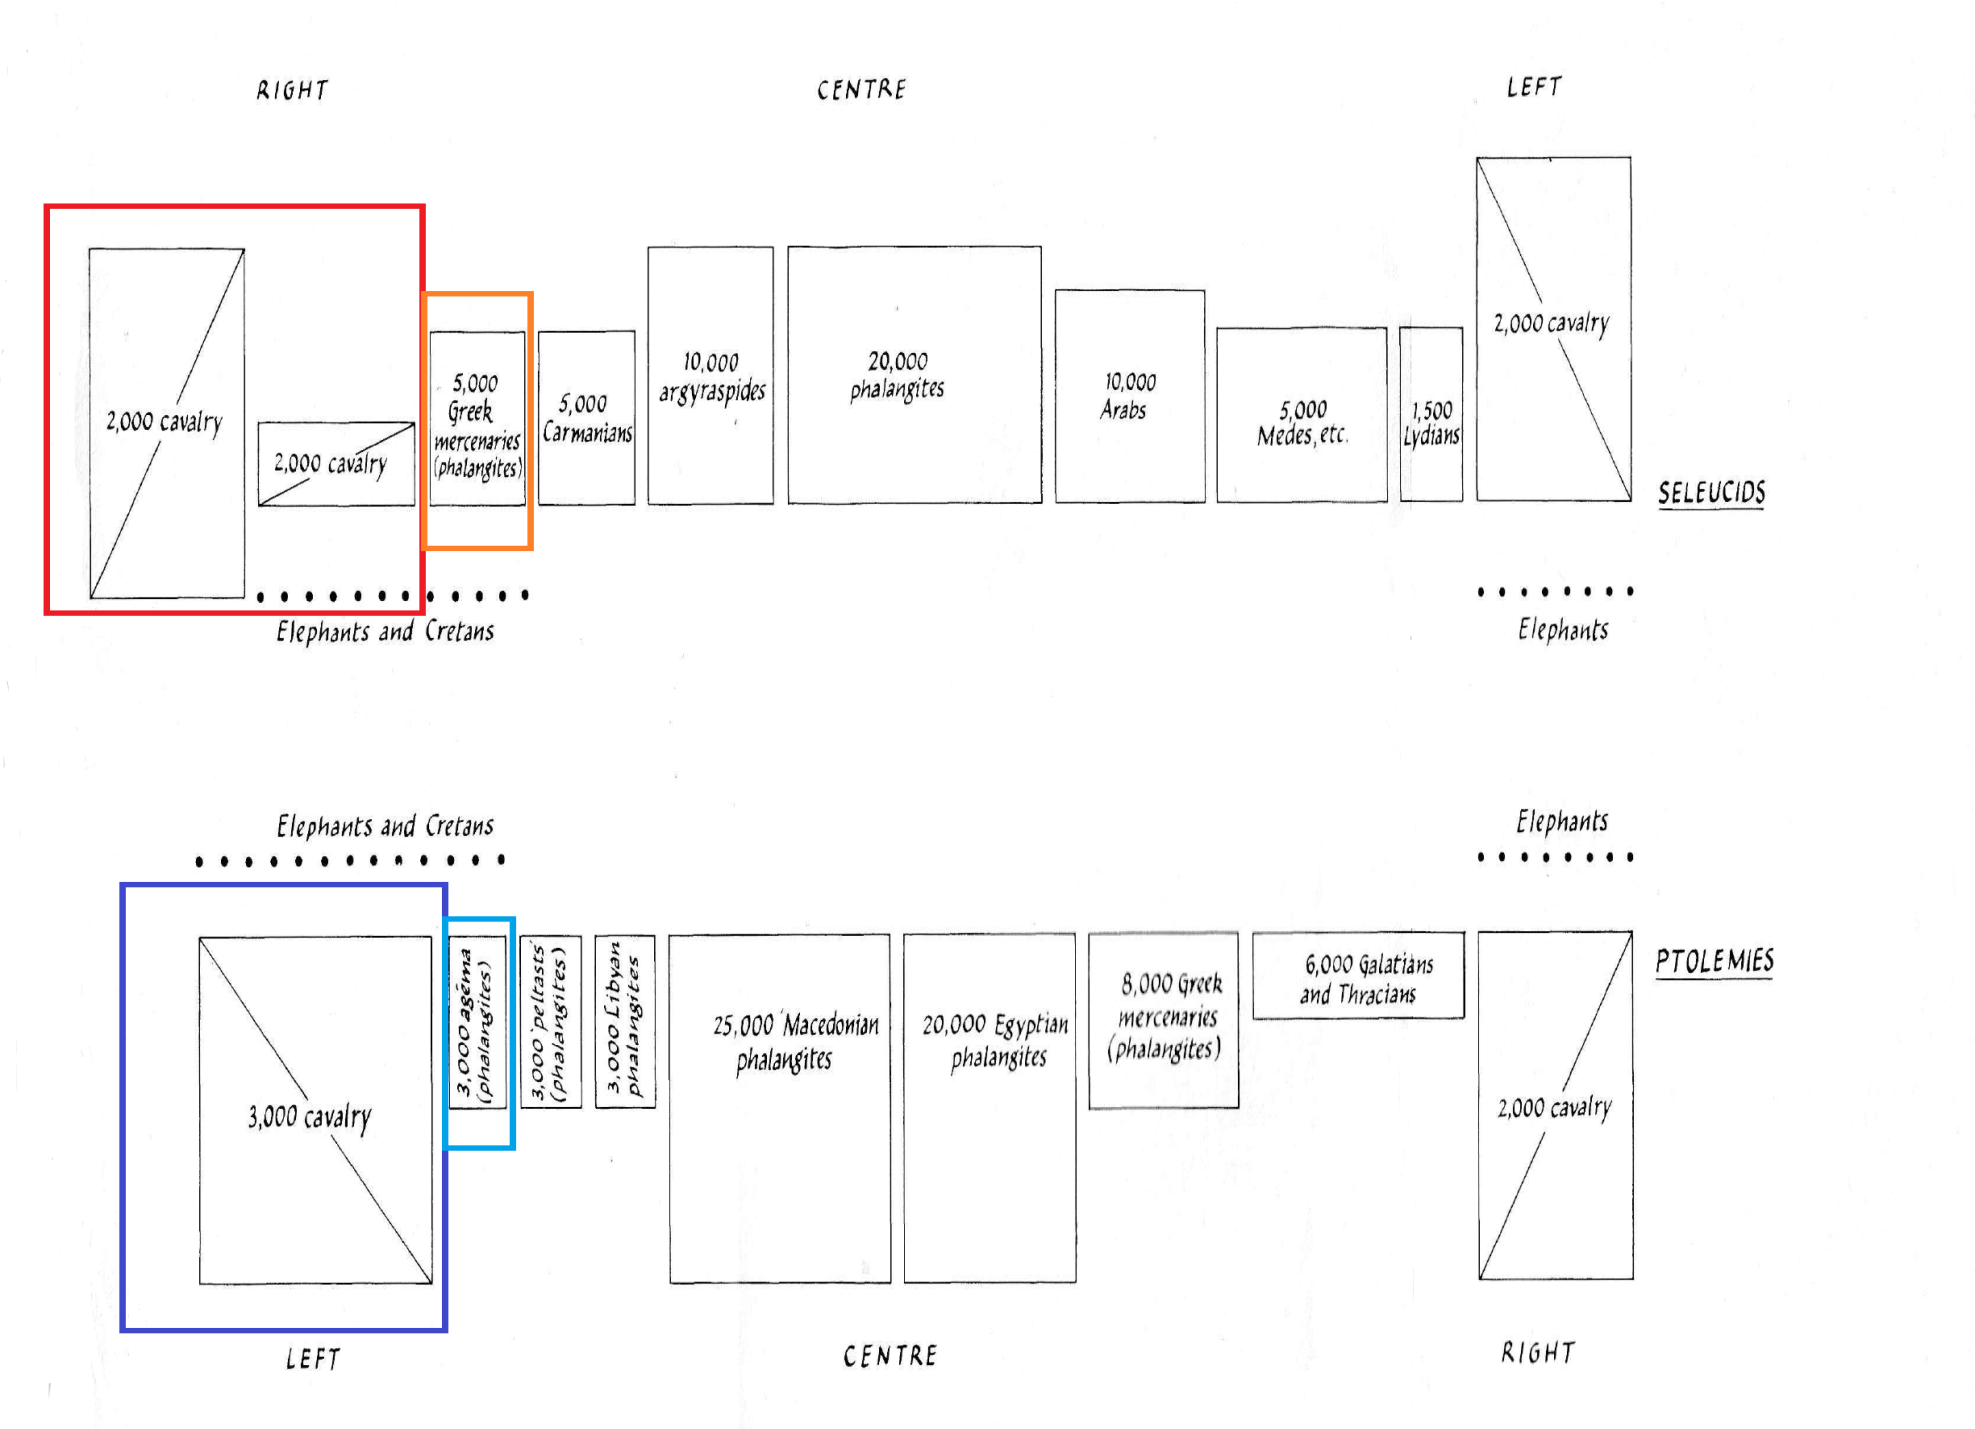 RIGHT
CENTRE
LEFT
2,000 cavalry
2,000 cavalry
5,000
Greek
mercenaries
(phalangites)
5,000
Carmanians
10,000
argyraspides
20,000
phalangites
10,000
Arabs
5,000
Medes, etc.
1,500
Lydians
2,000 cavalry
SELEUCIDS
Elephants and Cretans
Elephants
Elephants and Cretans
Elephants
3,000 cavalry
3,000 agema
(phalangites)
3,000 'peltasts'
(phalangites)
3,000 Libyan
phalangites
25,000 'Macedonian
phalangites
20,000 Egyptian
phalangites
8,000 Greek
mercenaries
(phalangites)
6,000 Galatians
and Thracians
2,000 cavalry
PTOLEMIES
LEFT
CENTRE
RIGHT